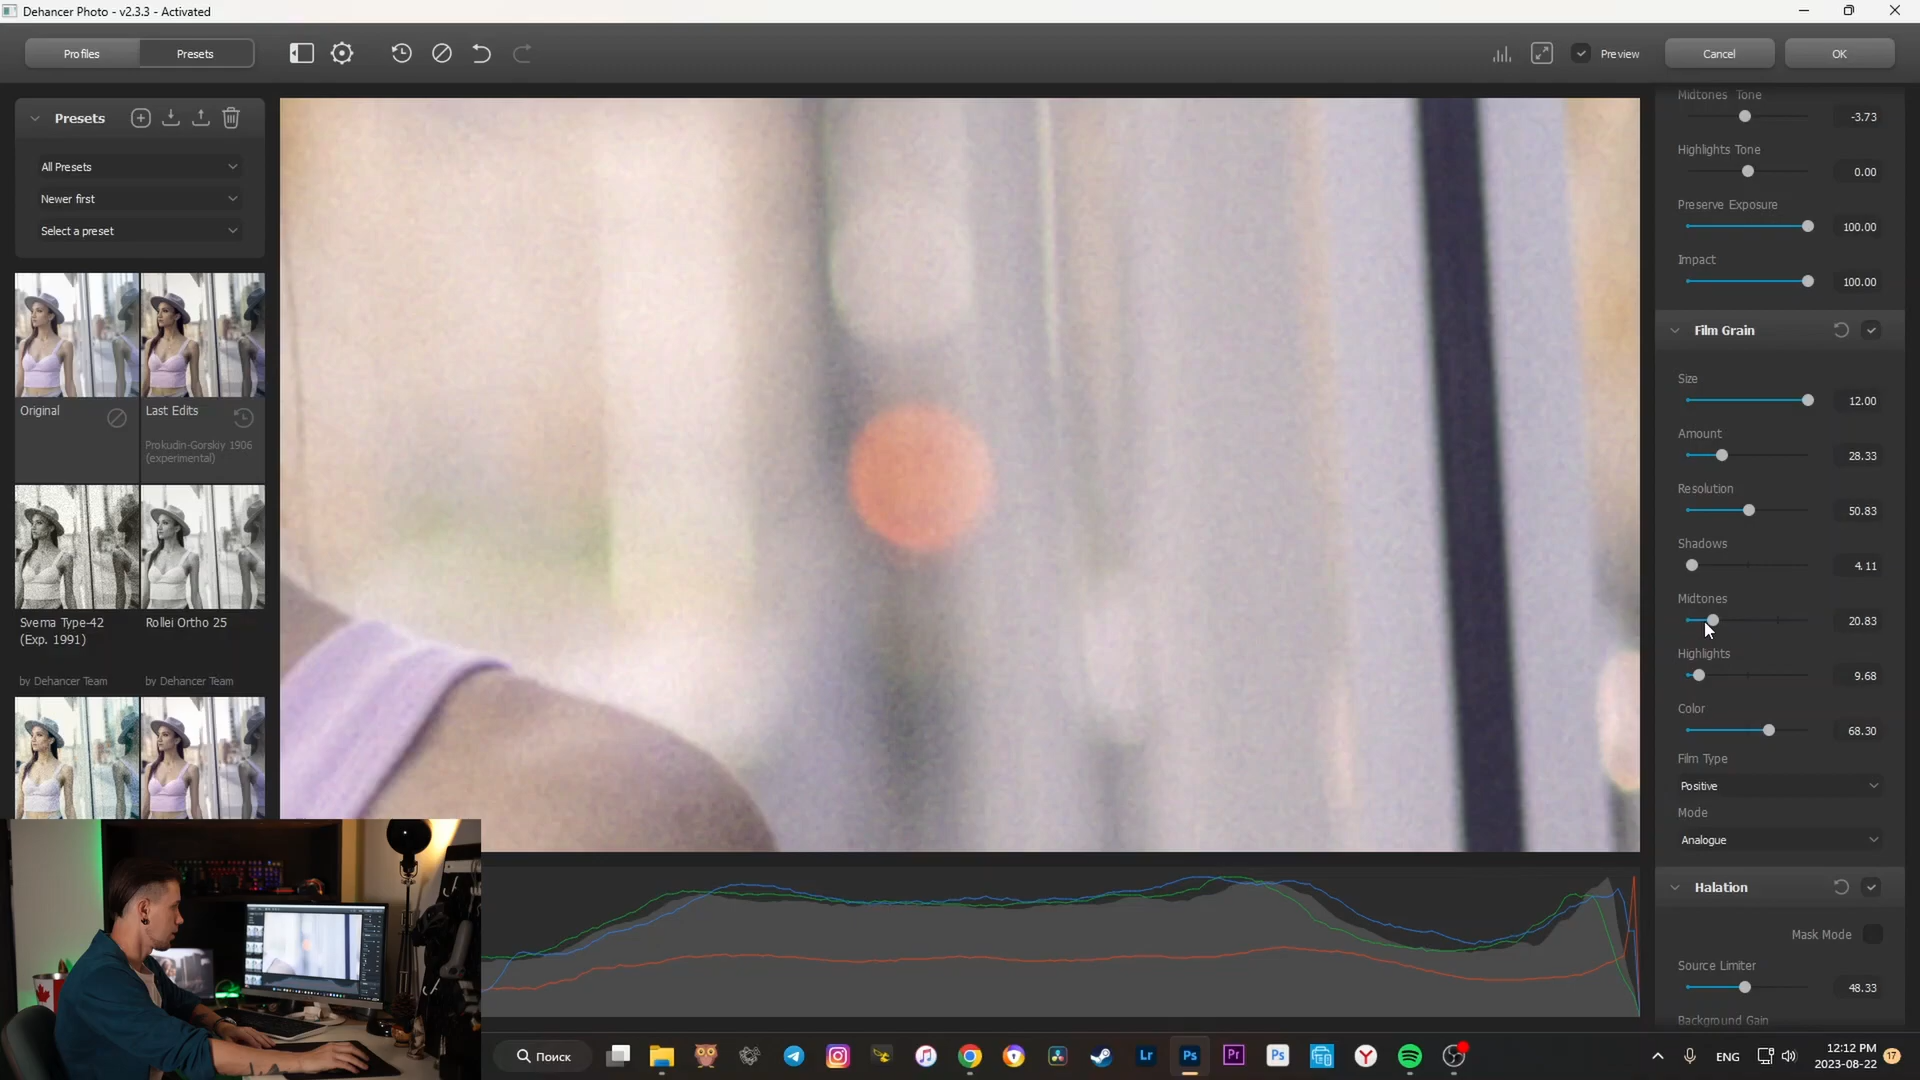 Dehancer Photo - v2.3.3 - Activated
Profiles
Presets
Preview
Cancel
OK
Presets
All Presets
Newer first
Select a preset
Original
Last Edits
Prokudin-Gorskiy 1906
(experimental)
Svema Type-42
(Exp. 1991)
Rollei Ortho 25
by Dehancer Team
by Dehancer Team
Midtones Tone
-3.73
Highlights Tone
0.00
Preserve Exposure
100.00
Impact
100.00
Film Grain
Size
12.00
Amount
28.33
Resolution
50.83
Shadows
4.11
Midtones
20.83
Highlights
9.68
Color
68.30
Film Type
Positive
Mode
Analogue
Halation
Mask Mode
Source Limiter
48.33
Background Gain
Поиск
Lr
Ps
Pr
Ps
ENG
12:12 PM
2023-08-22
17